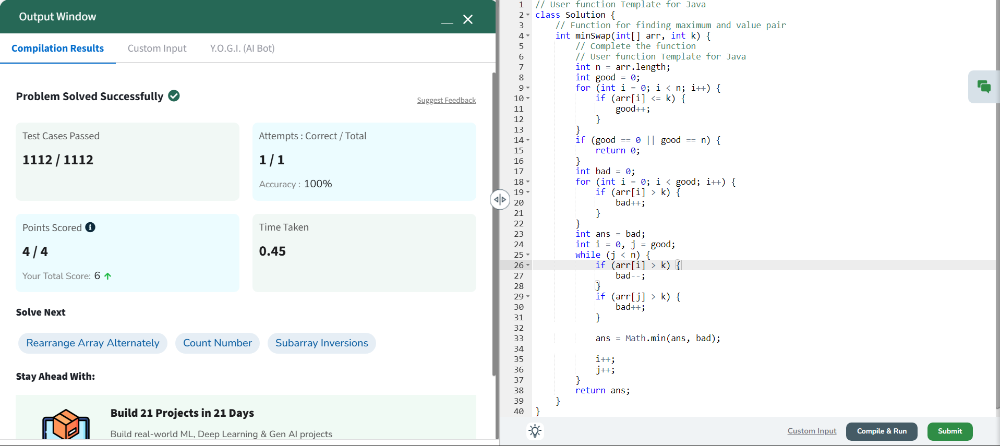 Output Window
Compilation Results
Custom Input
Y.O.G.I. (AI Bot)
Problem Solved Successfully
Suggest Feedback
Test Cases Passed
1112 / 1112
Attempts : Correct / Total
1 / 1
Accuracy : 100%
Points Scored
4 / 4
Your Total Score: 6
Time Taken
0.45
Solve Next
Rearrange Array Alternately
Count Number
Subarray Inversions
Stay Ahead With:
Build 21 Projects in 21 Days
Build real-world ML, Deep Learning & Gen AI projects
1 // User function Template for Java
2 class Solution {
3     // Function for finding maximum and value pair
4     int minSwap(int[] arr, int k) {
5         // Complete the function
6         // User function Template for Java
7         int n = arr.length;
8         int good = 0;
9         for (int i = 0; i < n; i++) {
10             if (arr[i] <= k) {
11                 good++;
12             }
13         }
14         if (good == 0 || good == n) {
15             return 0;
16         }
17         int bad = 0;
18         for (int i = 0; i < good; i++) {
19             if (arr[i] > k) {
20                 bad++;
21             }
22         }
23         int ans = bad;
24         int i = 0, j = good;
25         while (j < n) {
26             if (arr[i] > k) {
27                 bad--;
28             }
29             if (arr[j] > k) {
30                 bad++;
31             }
32
33             ans = Math.min(ans, bad);
34
35             i++;
36             j++;
37         }
38         return ans;
39     }
40 }
Custom Input
Compile & Run
Submit